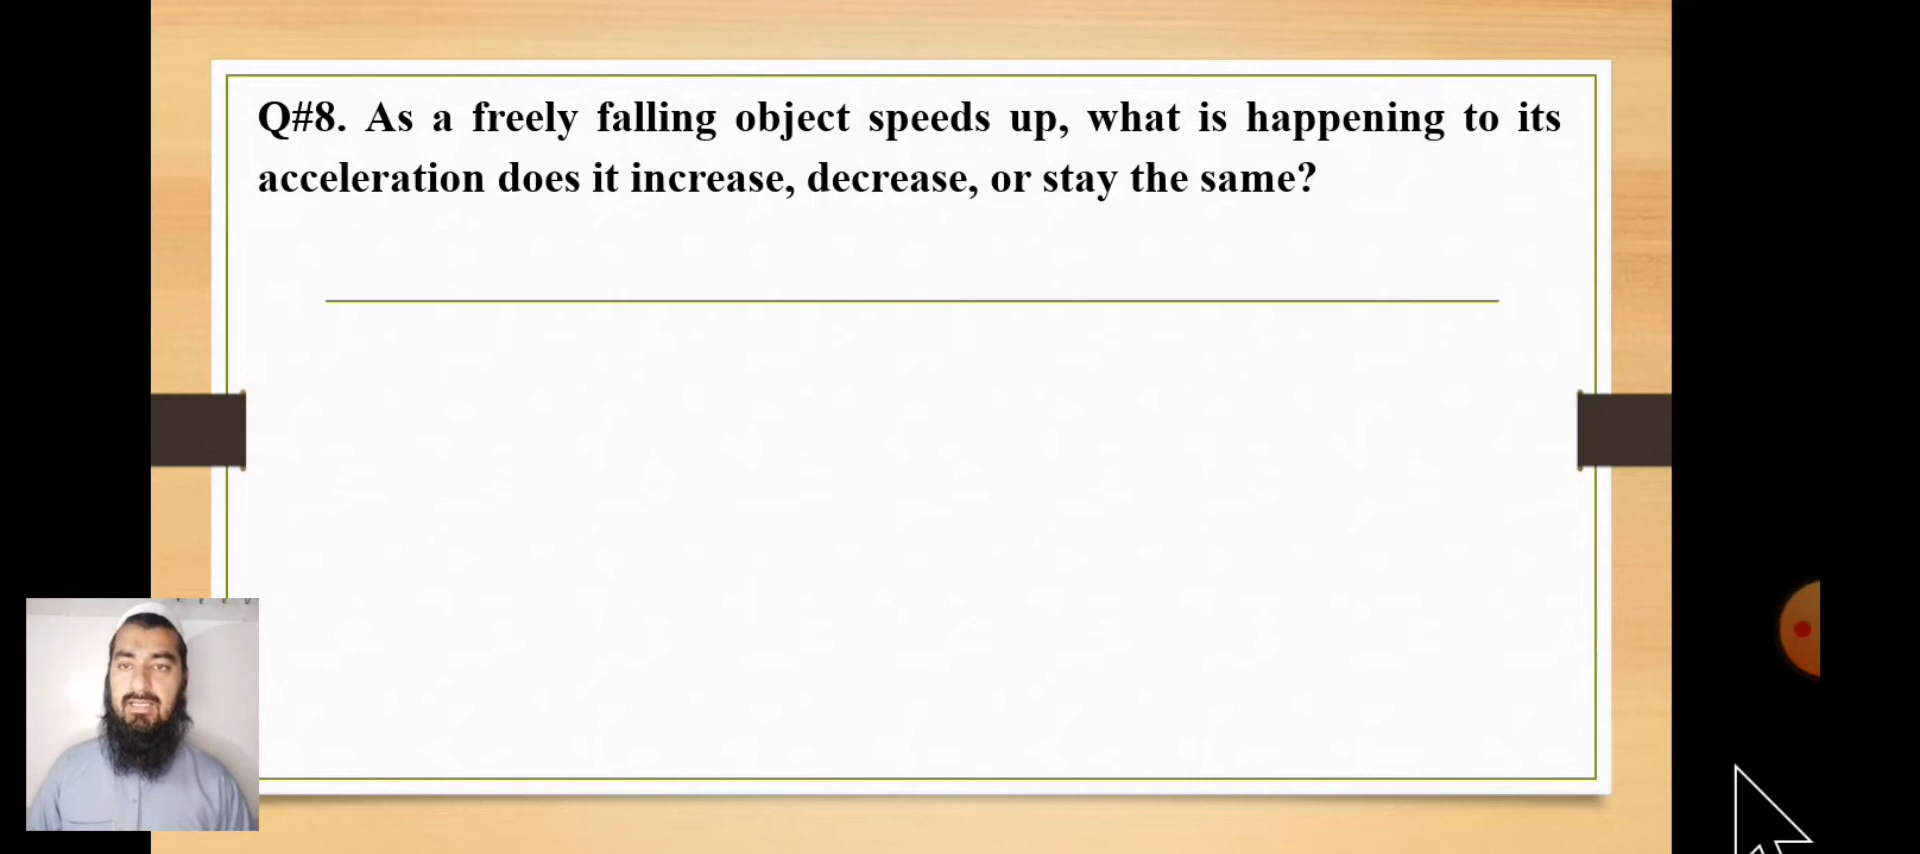 Q#8. As a freely falling object speeds up, what is happening to its
acceleration does it increase, decrease, or stay the same?